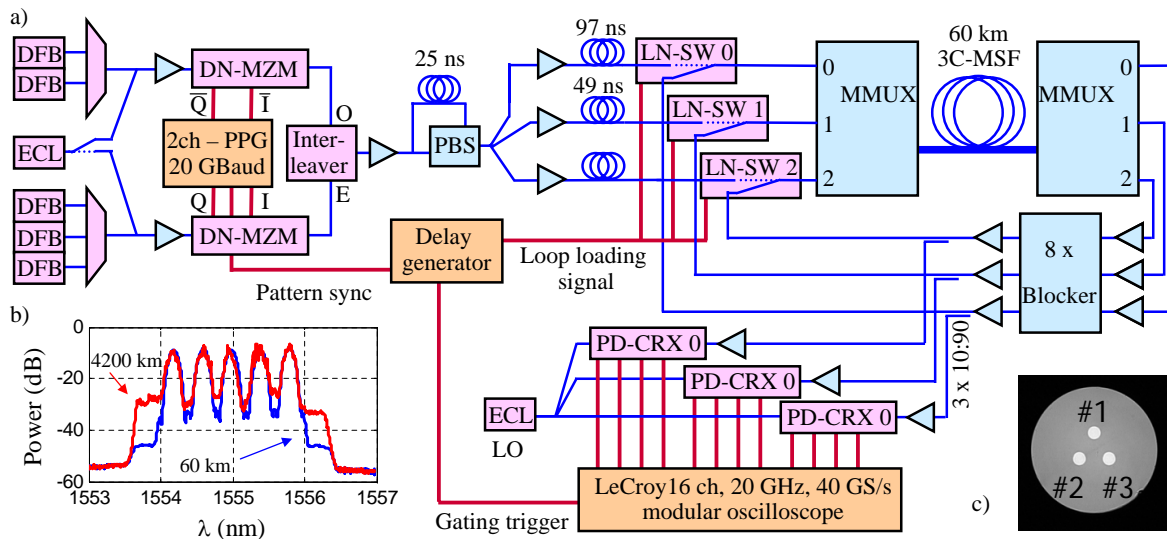 a)
DFB
DFB
ECL
DFB
DFB
DFB
DN-MZM
Q̅ I̅
2ch – PPG
20 GBaud
Q I
DN-MZM
O
Inter-
leaver
E
25 ns
PBS
97 ns
49 ns
LN-SW 0
LN-SW 1
LN-SW 2
0
1
2
MMUX
60 km
3C-MSF
MMUX
0
1
2
Delay
generator
Pattern sync
Loop loading
signal
8 x
Blocker
3 x 10:90
PD-CRX 0
PD-CRX 0
PD-CRX 0
ECL
LO
LeCroy16 ch, 20 GHz, 40 GS/s
modular oscilloscope
Gating trigger
b)
Power (dB)
0
-20
-40
-60
4200 km
60 km
1553 1554 1555 1556 1557
λ (nm)
c)
#1
#2 #3